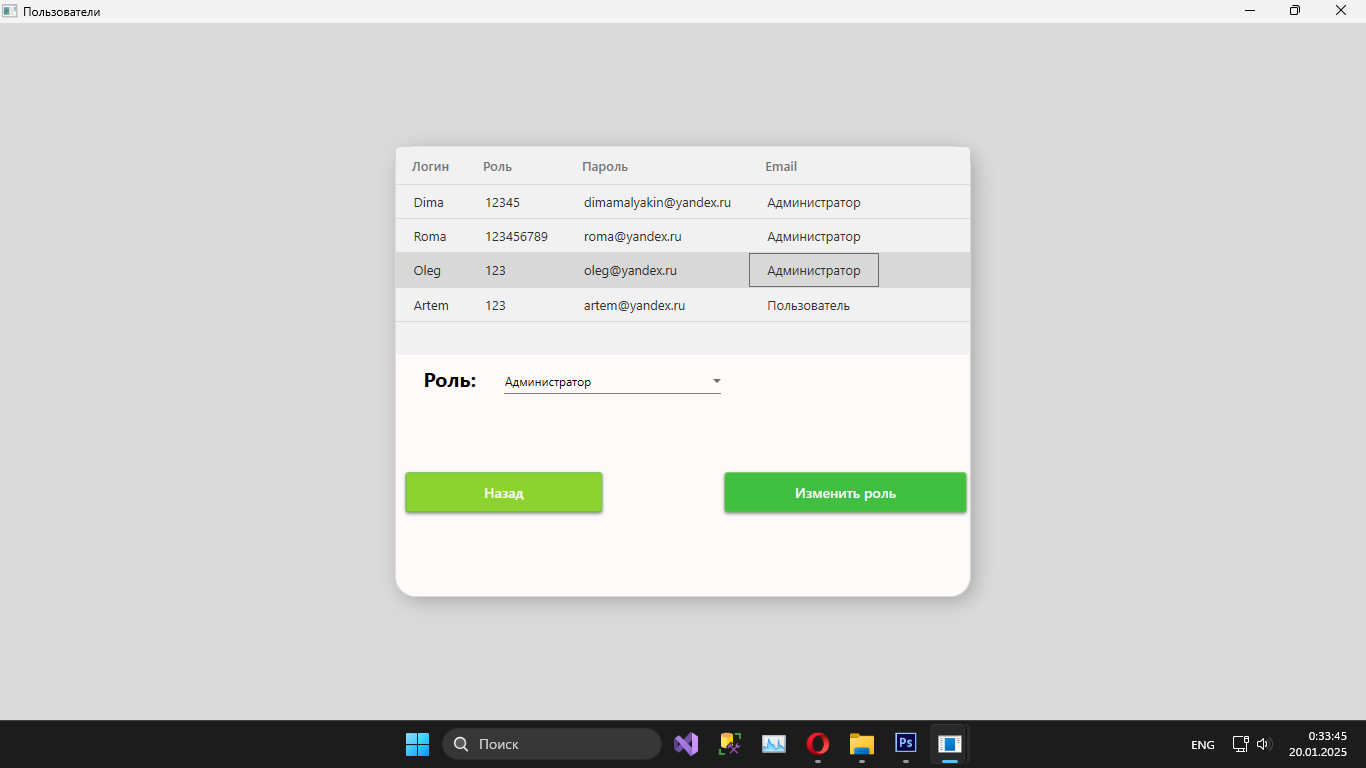 Пользователи
Логин Роль Пароль Email
Dima 12345 dimamalyakin@yandex.ru Администратор
Roma 123456789 roma@yandex.ru Администратор
Oleg 123 oleg@yandex.ru Администратор
Artem 123 artem@yandex.ru Пользователь
Роль: Администратор
Назад Изменить роль
Поиск Ps ENG 0:33:45
20.01.2025